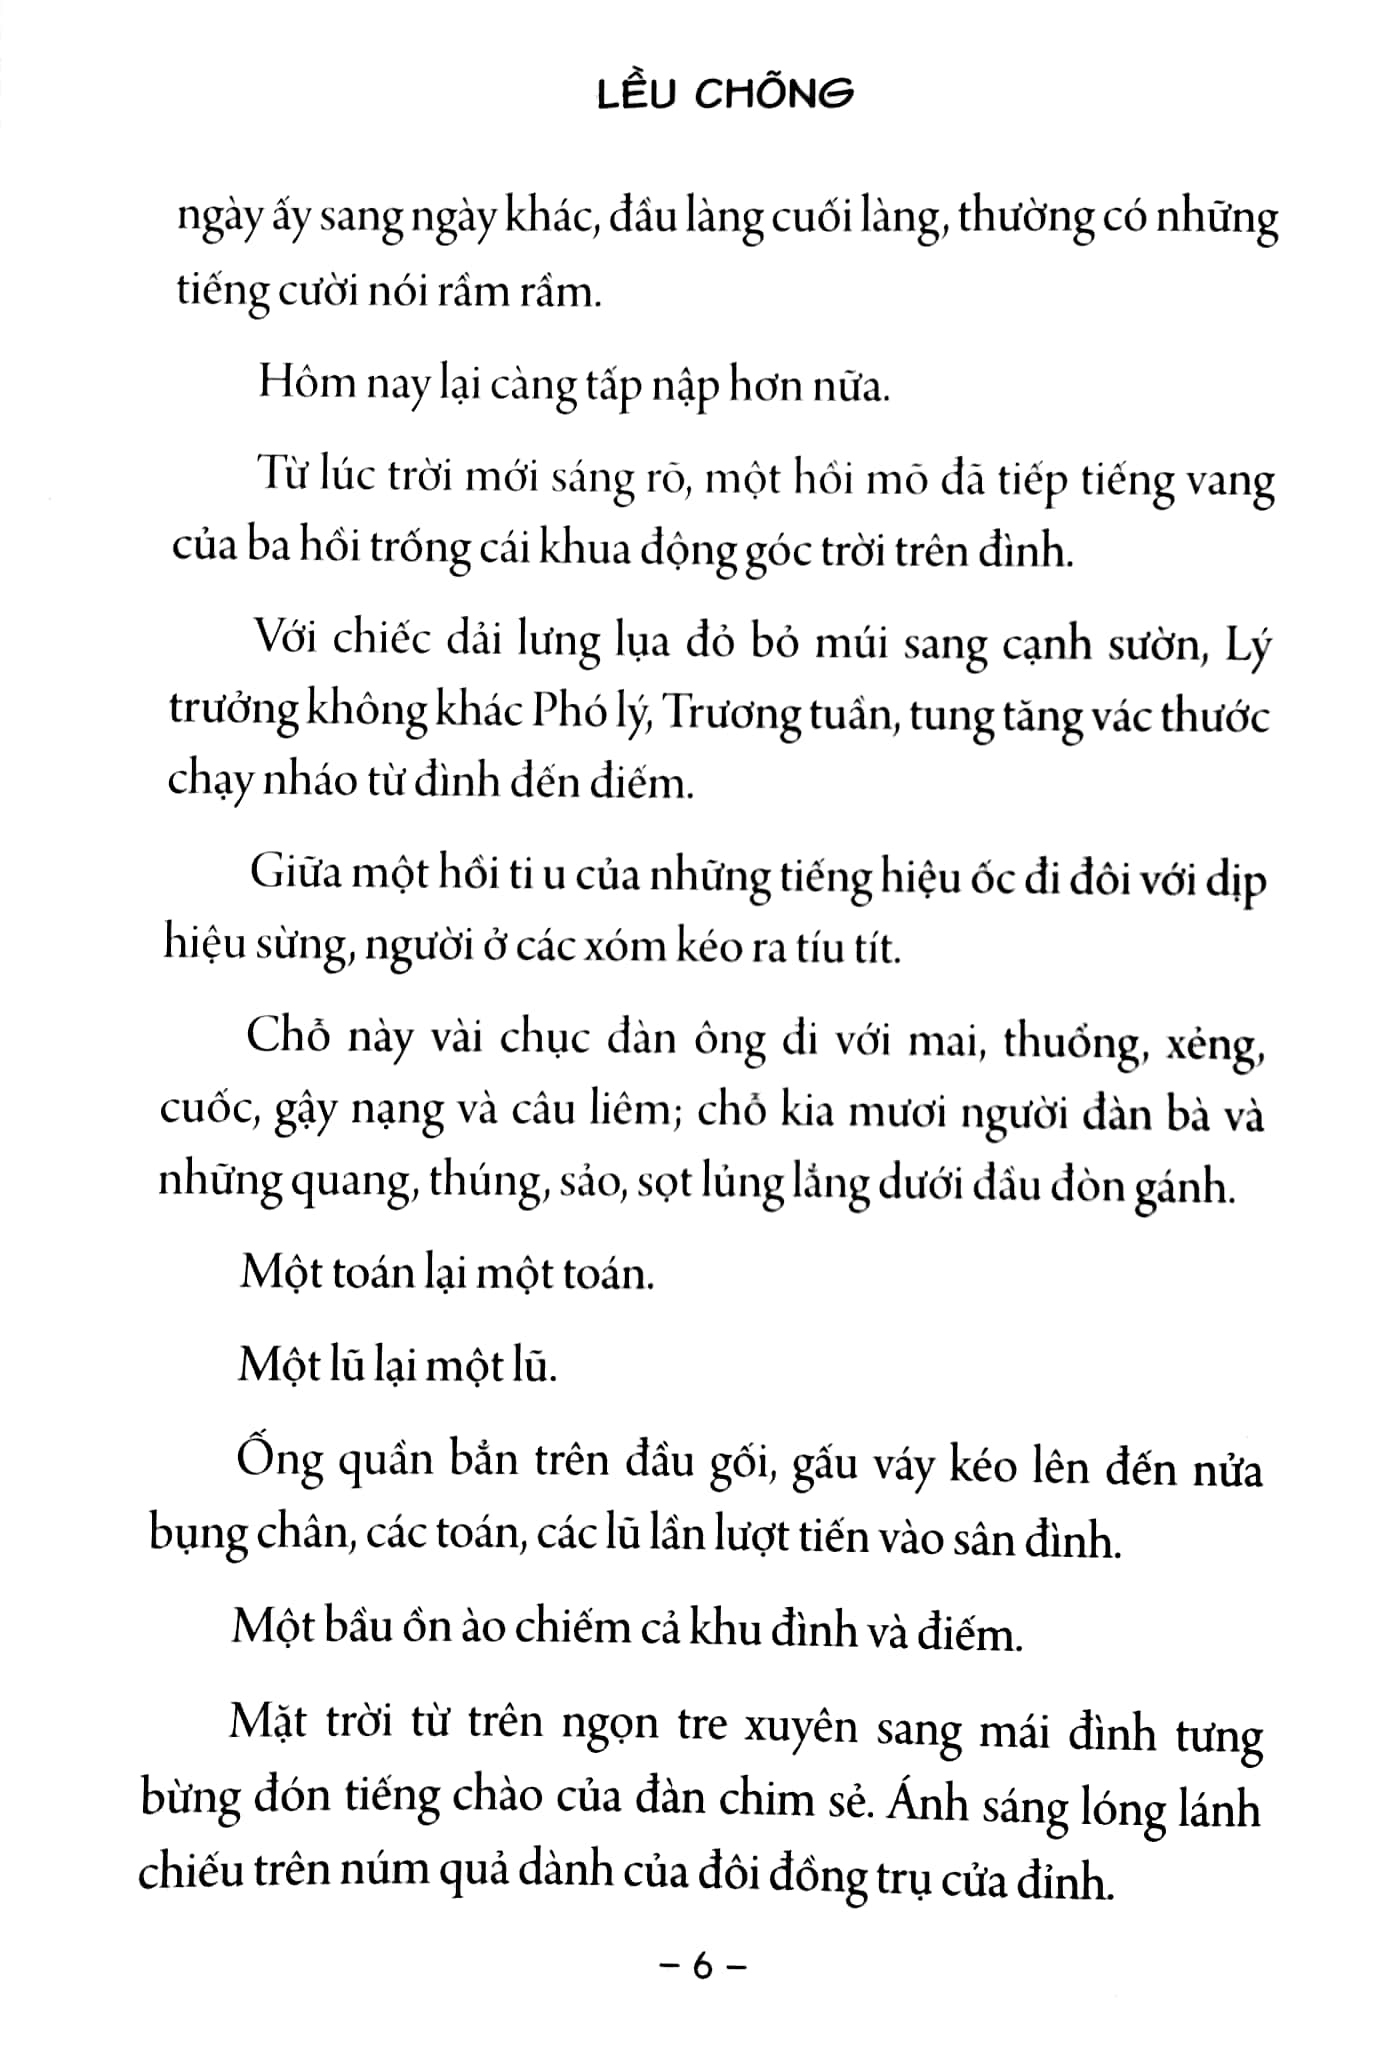 LỀU CHÕNG
ngày ấy sang ngày khác, đầu làng cuối làng, thường có những
tiếng cười nói rầm rầm.
Hôm nay lại càng tấp nập hơn nữa.
Từ lúc trời mới sáng rõ, một hồi mõ đã tiếp tiếng vang
của ba hồi trống cái khua động góc trời trên đình.
Với chiếc dải lưng lụa đỏ bỏ múi sang cạnh sườn, Lý
trưởng không khác Phó lý, Trương tuần, tung tăng vác thước
chạy nháo từ đình đến điếm.
Giữa một hồi ti u của những tiếng hiệu ốc đi đôi với dịp
hiệu sừng, người ở các xóm kéo ra tíu tít.
Chỗ này vài chục đàn ông đi với mai, thuổng, xẻng,
cuốc, gậy nạng và câu liêm; chỗ kia mươi người đàn bà và
những quang, thúng, sảo, sọt lủng lẳng dưới đầu đòn gánh.
Một toán lại một toán.
Một lũ lại một lũ.
Ống quần bằn trên đầu gối, gấu váy kéo lên đến nửa
bụng chân, các toán, các lũ lần lượt tiến vào sân đình.
Một bầu ồn ào chiếm cả khu đình và điếm.
Mặt trời từ trên ngọn tre xuyên sang mái đình tưng
bừng đón tiếng chào của đàn chim sẻ. Ánh sáng lóng lánh
chiếu trên núm quả dành của đôi đồng trụ cửa đỉnh.
– 6 –